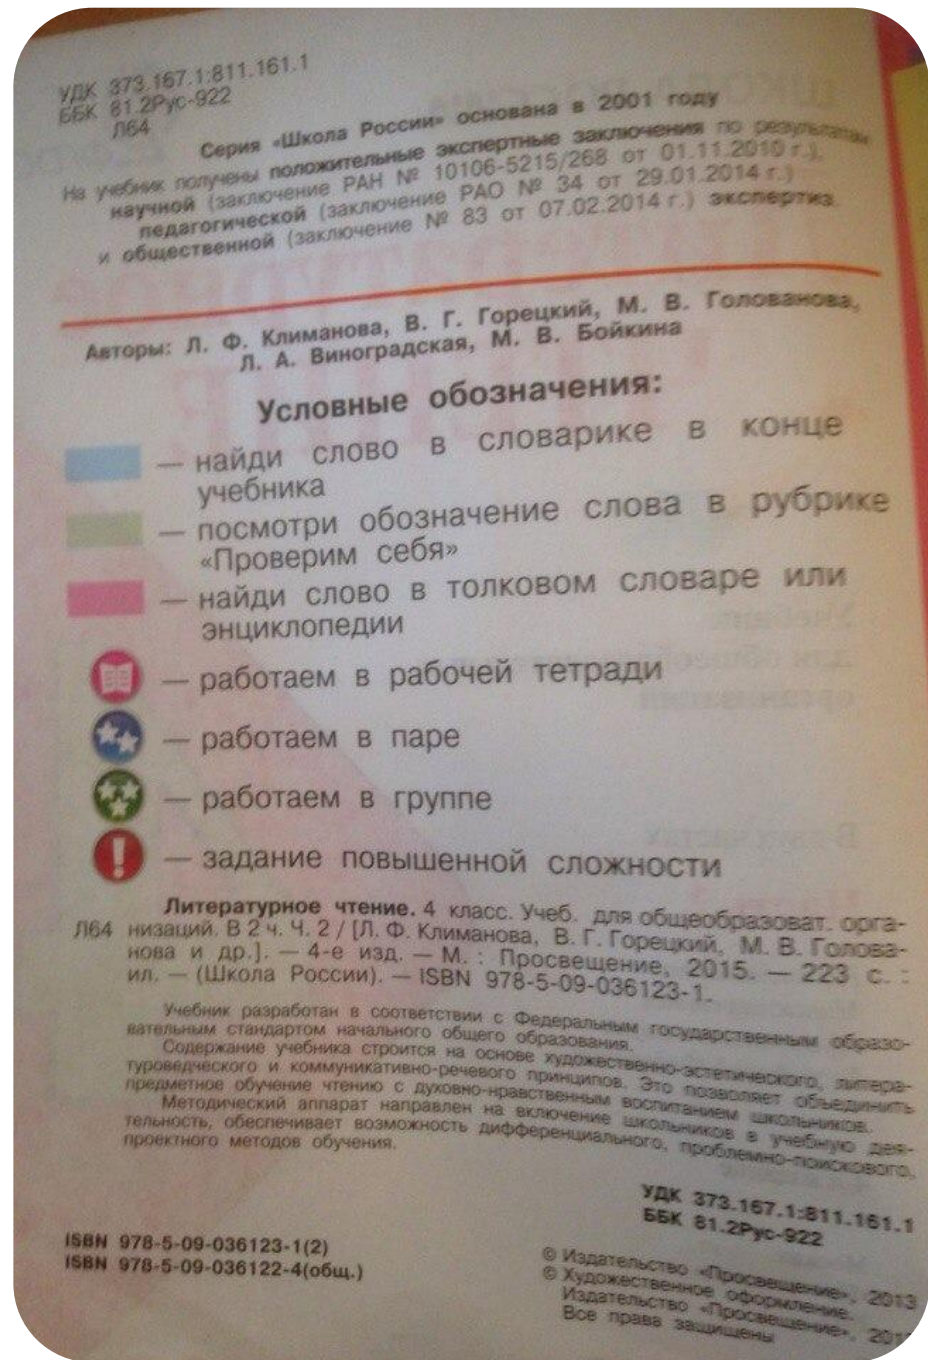 УДК 373.167.1:811.161.1
ББК 81.2Рус-922
Л64
Серия «Школа России» основана в 2001 году
На учебник получены положительные экспертные заключения по результатам
научной (заключение РАН № 10106-5215/268 от 01.11.2010 г.),
педагогической (заключение РАО № 34 от 29.01.2014 г.)
и общественной (заключение № 83 от 07.02.2014 г.) экспертиз.
Авторы: Л. Ф. Климанова, В. Г. Горецкий, М. В. Голованова,
Л. А. Виноградская, М. В. Бойкина
Условные обозначения:
— найди слово в словарике в конце
учебника
— посмотри обозначение слова в рубрике
«Проверим себя»
— найди слово в толковом словаре или
энциклопедии
— работаем в рабочей тетради
— работаем в паре
— работаем в группе
— задание повышенной сложности
Литературное чтение. 4 класс. Учеб. для общеобразоват. орга-
Л64 низаций. В 2 ч. Ч. 2 / [Л. Ф. Климанова, В. Г. Горецкий, М. В. Голова-
нова и др.]. — 4-е изд. — М. : Просвещение, 2015. — 223 с. :
ил. — (Школа России). — ISBN 978-5-09-036123-1.
Учебник разработан в соответствии с Федеральным государственным образо-
вательным стандартом начального общего образования.
Содержание учебника строится на основе художественно-эстетического, литера-
туроведческого и коммуникативно-речевого принципов. Это позволяет объединить
предметное обучение чтению с духовно-нравственным воспитанием школьников.
Методический аппарат направлен на включение школьников в учебную дея-
тельность, обеспечивает возможность дифференциального, проблемно-поискового,
проектного методов обучения.
УДК 373.167.1:811.161.1
ББК 81.2Рус-922
ISBN 978-5-09-036123-1(2)
ISBN 978-5-09-036122-4(общ.)
© Издательство «Просвещение», 2013
© Художественное оформление.
Издательство «Просвещение»,
Все права защищены